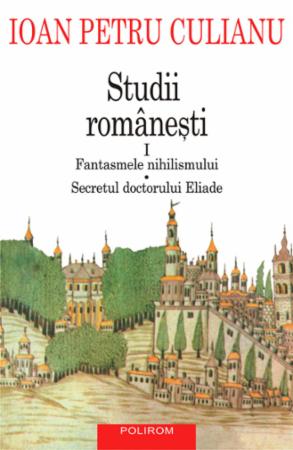 IOAN PETRU CULIANU
Studii
românești
I
Fantasmele nihilismului
•
Secretul doctorului Eliade
POLIROM